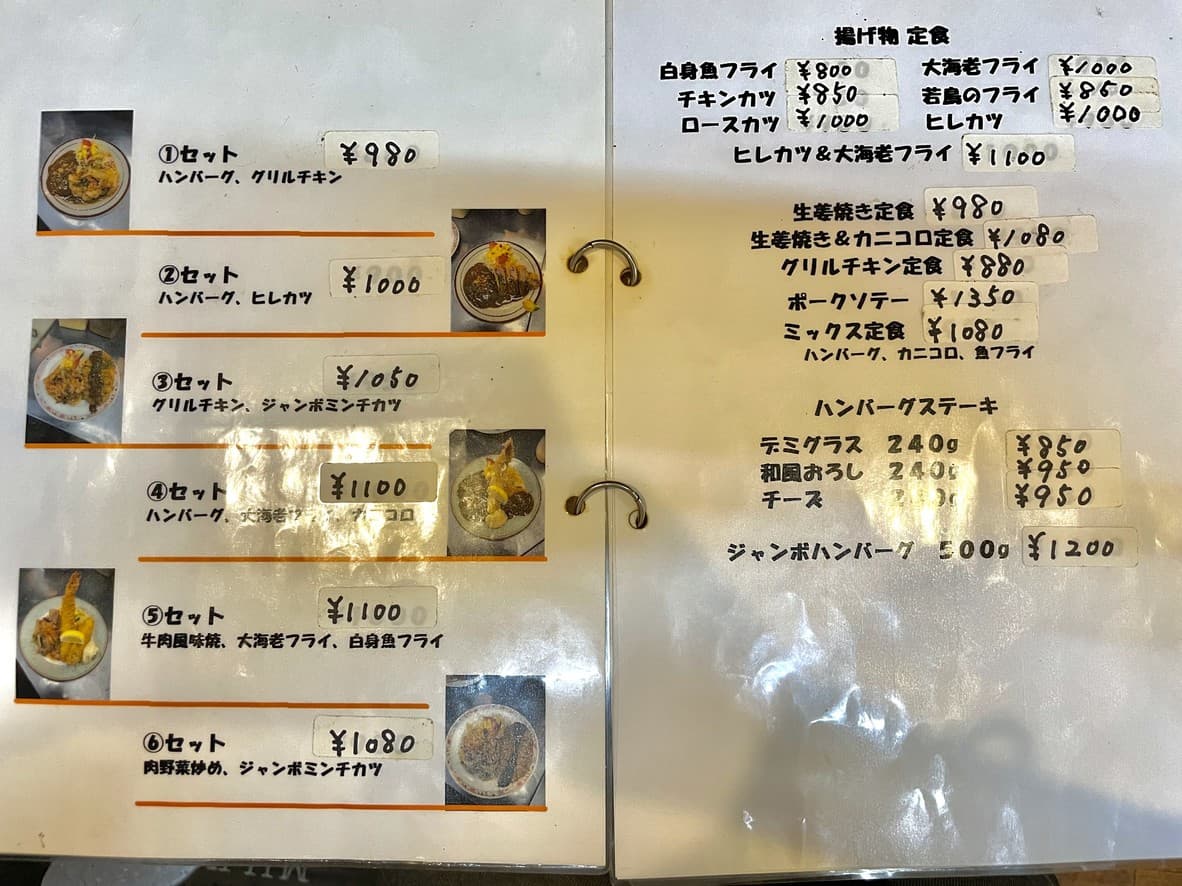 ①セット ¥980
ハンバーグ、グリルチキン
②セット ¥1000
ハンバーグ、ヒレカツ
③セット ¥1050
グリルチキン、ジャンボミンチカツ
④セット ¥1100
ハンバーグ、大海老フライ、カニコロ
⑤セット ¥1100
牛肉風味焼、大海老フライ、白身魚フライ
⑥セット ¥1080
肉野菜炒め、ジャンボミンチカツ
揚げ物 定食
白身魚フライ ¥800 大海老フライ ¥1000
チキンカツ ¥850 若鳥のフライ ¥850
ロースカツ ¥1000 ヒレカツ ¥1000
ヒレカツ&大海老フライ ¥1100
生姜焼き定食 ¥980
生姜焼き&カニコロ定食 ¥1080
グリルチキン定食 ¥880
ポークソテー ¥1350
ミックス定食 ¥1080
ハンバーグ、カニコロ、魚フライ
ハンバーグステーキ
デミグラス 240g ¥850
和風おろし 240g ¥950
チーズ ¥950
ジャンボハンバーグ 500g ¥1200